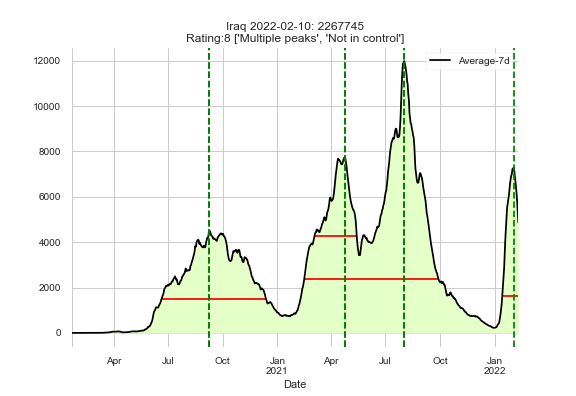 Iraq 2022-02-10: 2267745
Rating:8 ['Multiple peaks', 'Not in control']
Average-7d
12000
10000
8000
6000
4000
2000
0
Apr Jul Oct Jan Apr Jul Oct Jan
2021 2022
Date